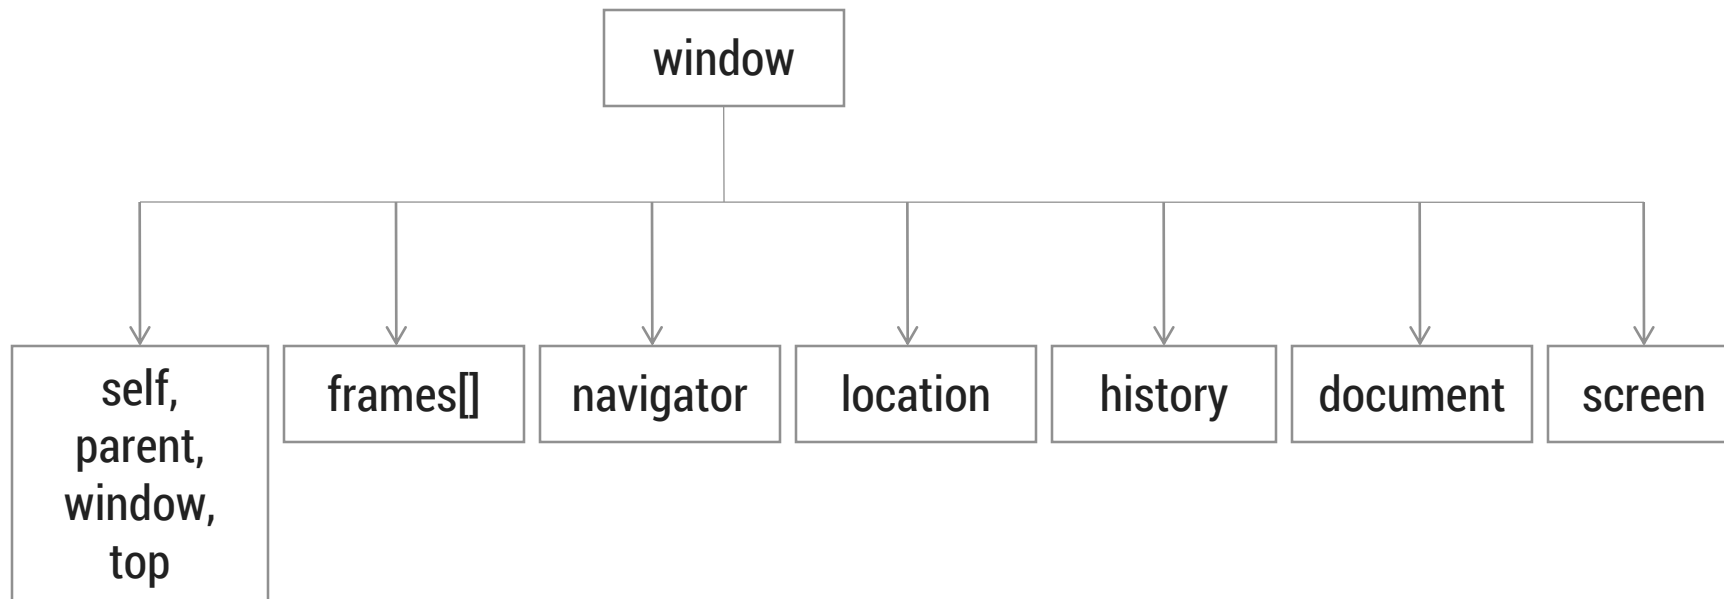 window
self,
parent,
window,
top
frames[]
navigator
location
history
document
screen